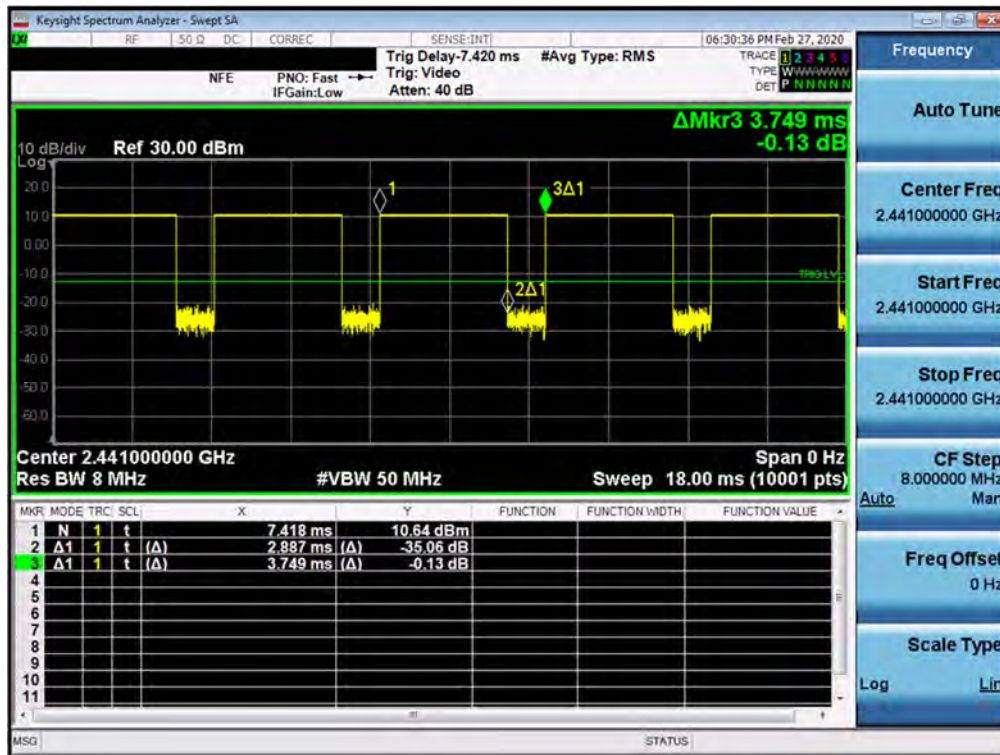 Keysight Spectrum Analyzer - Swept SA
LXI RF 50 Ω DC CORREC SENSE:INT 06:30:36 PM Feb 27, 2020
NFE PNO: Fast Trig Delay-7.420 ms #Avg Type: RMS TRACE 1 2 3 4 5 6
IFGain:Low Trig: Video TYPE WWWWWW
Atten: 40 dB DET P N N N N N
ΔMkr3 3.749 ms
-0.13 dB
10 dB/div Ref 30.00 dBm
Log
20.0
10.0
0.00
-10.0
-20.0
-30.0
-40.0
-50.0
-60.0
1
3Δ1
2Δ1
TRIG LVL
Center 2.441000000 GHz Span 0 Hz
Res BW 8 MHz #VBW 50 MHz Sweep 18.00 ms (10001 pts)
MKR MODE TRC SCL X Y FUNCTION FUNCTION WIDTH FUNCTION VALUE
1 N 1 t 7.418 ms 10.64 dBm
2 Δ1 1 t (Δ) 2.887 ms (Δ) -35.06 dB
3 Δ1 1 t (Δ) 3.749 ms (Δ) -0.13 dB
4
5
6
7
8
9
10
11
MSG STATUS
Frequency
Auto Tune
Center Freq
2.441000000 GHz
Start Freq
2.441000000 GHz
Stop Freq
2.441000000 GHz
CF Step
8.000000 MHz
Auto Man
Freq Offset
0 Hz
Scale Type
Log Lin